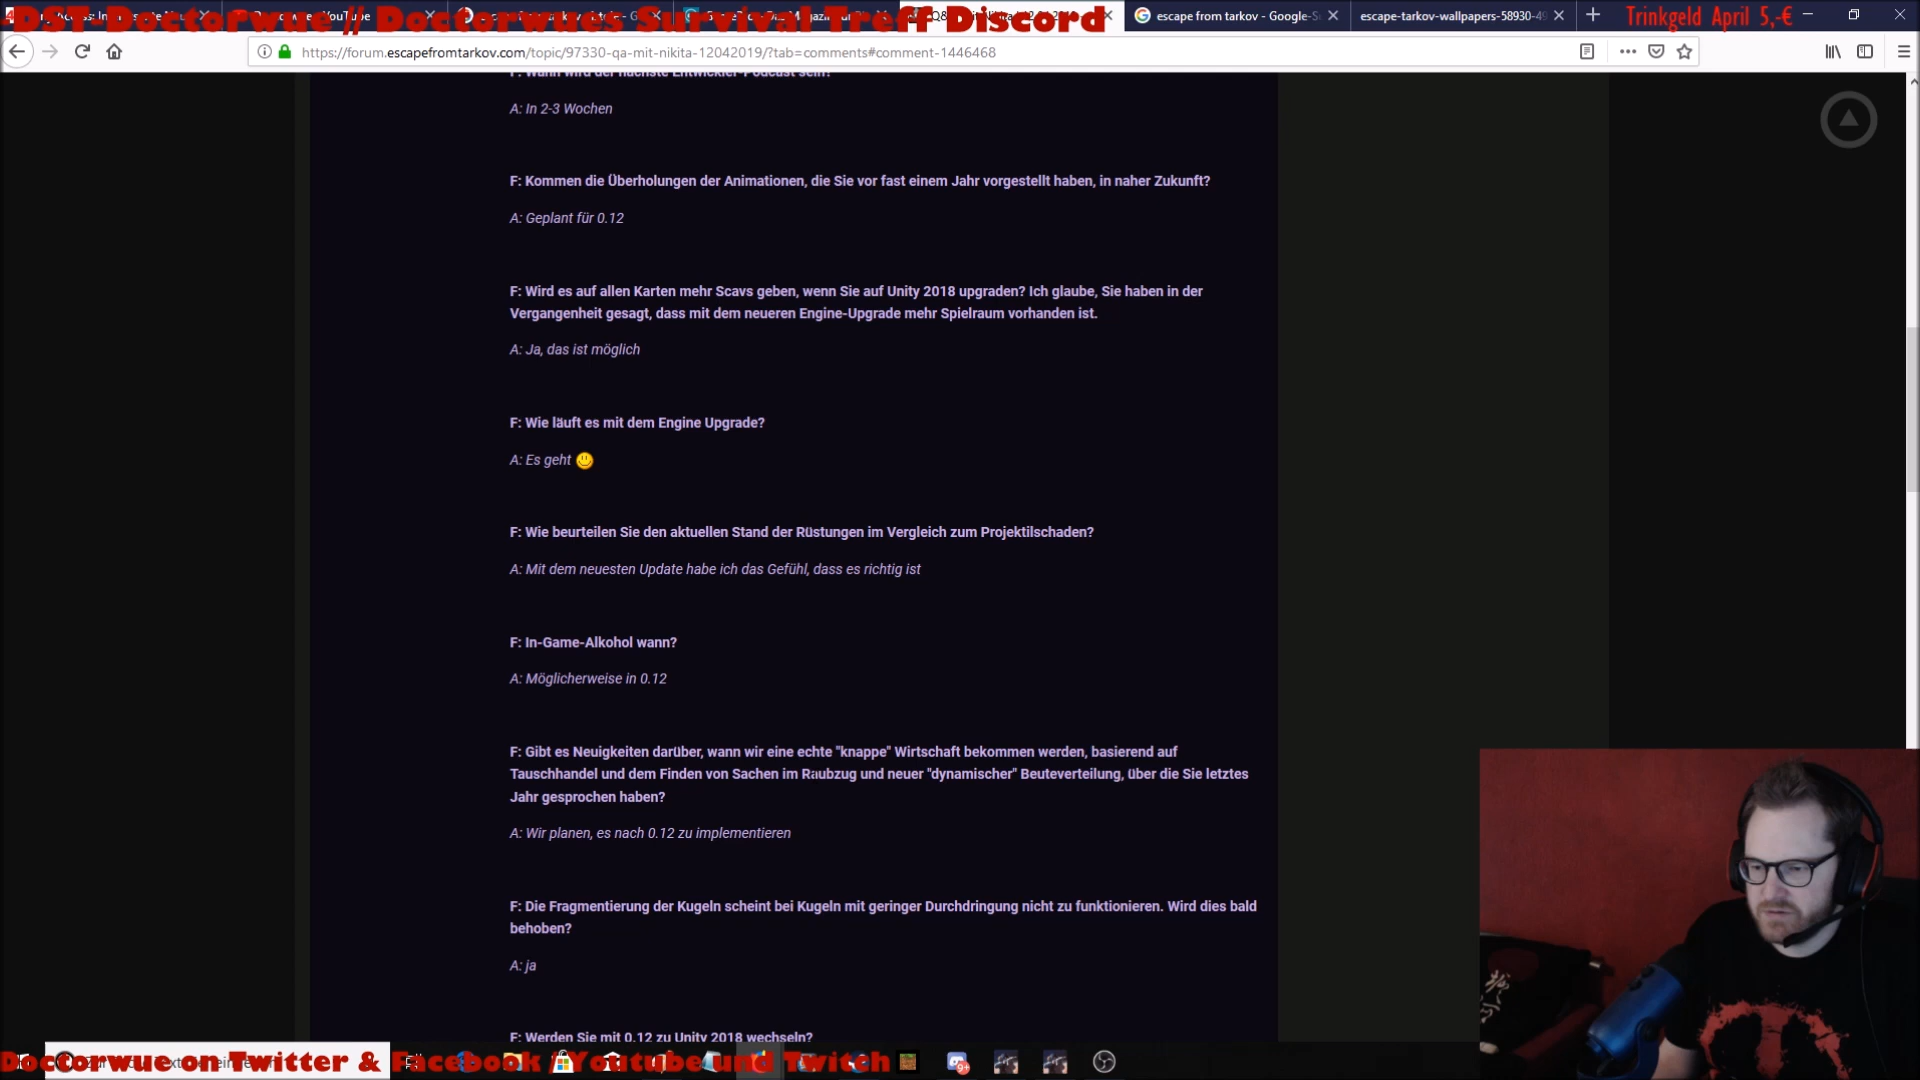 DST Doctorwue // Doctorwues Survival Treff Discord
YouTube
escape from tarkov - Google-S
escape-tarkov-wallpapers-58930-49
Trinkgeld April 5,-€
https://forum.escapefromtarkov.com/topic/97330-qa-mit-nikita-12042019/?tab=comments#comment-1446468
F: Wann wird der nächste Entwickler-Podcast sein?
A: In 2-3 Wochen
F: Kommen die Überholungen der Animationen, die Sie vor fast einem Jahr vorgestellt haben, in naher Zukunft?
A: Geplant für 0.12
F: Wird es auf allen Karten mehr Scavs geben, wenn Sie auf Unity 2018 upgraden? Ich glaube, Sie haben in der
Vergangenheit gesagt, dass mit dem neueren Engine-Upgrade mehr Spielraum vorhanden ist.
A: Ja, das ist möglich
F: Wie läuft es mit dem Engine Upgrade?
A: Es geht
F: Wie beurteilen Sie den aktuellen Stand der Rüstungen im Vergleich zum Projektilschaden?
A: Mit dem neuesten Update habe ich das Gefühl, dass es richtig ist
F: In-Game-Alkohol wann?
A: Möglicherweise in 0.12
F: Gibt es Neuigkeiten darüber, wann wir eine echte "knappe" Wirtschaft bekommen werden, basierend auf
Tauschhandel und dem Finden von Sachen im Raubzug und neuer "dynamischer" Beuteverteilung, über die Sie letztes
Jahr gesprochen haben?
A: Wir planen, es nach 0.12 zu implementieren
F: Die Fragmentierung der Kugeln scheint bei Kugeln mit geringer Durchdringung nicht zu funktionieren. Wird dies bald
behoben?
A: ja
F: Werden Sie mit 0.12 zu Unity 2018 wechseln?
Doctorwue on Twitter & Facebook / Youtube und Twitch
9+